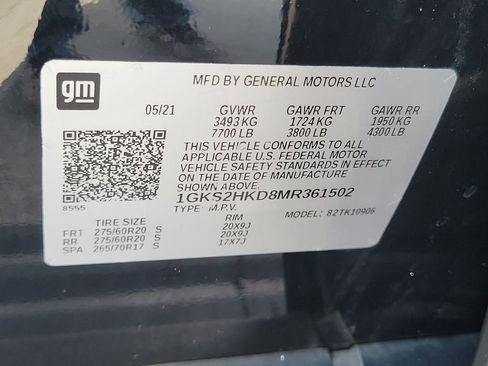 gm
MFD BY GENERAL MOTORS LLC
05/21 GVWR GAWR FRT GAWR RR
3493 KG 1724 KG 1950 KG
7700 LB 3800 LB 4300 LB
THIS VEHICLE CONFORMS TO ALL
APPLICABLE U.S. FEDERAL MOTOR
VEHICLE SAFETY STANDARDS IN EFFECT
ON THE DATE OF MANUFACTURE
SHOWN ABOVE.
1GKS2HKD8MR361502
8555 TYPE: M.P.V. MODEL: 82TK10906
TIRE SIZE RIM
FRT 275/60R20 S 20X9J
RR 275/60R20 S 20X9J
SPA 265/70R17 S 17X7J